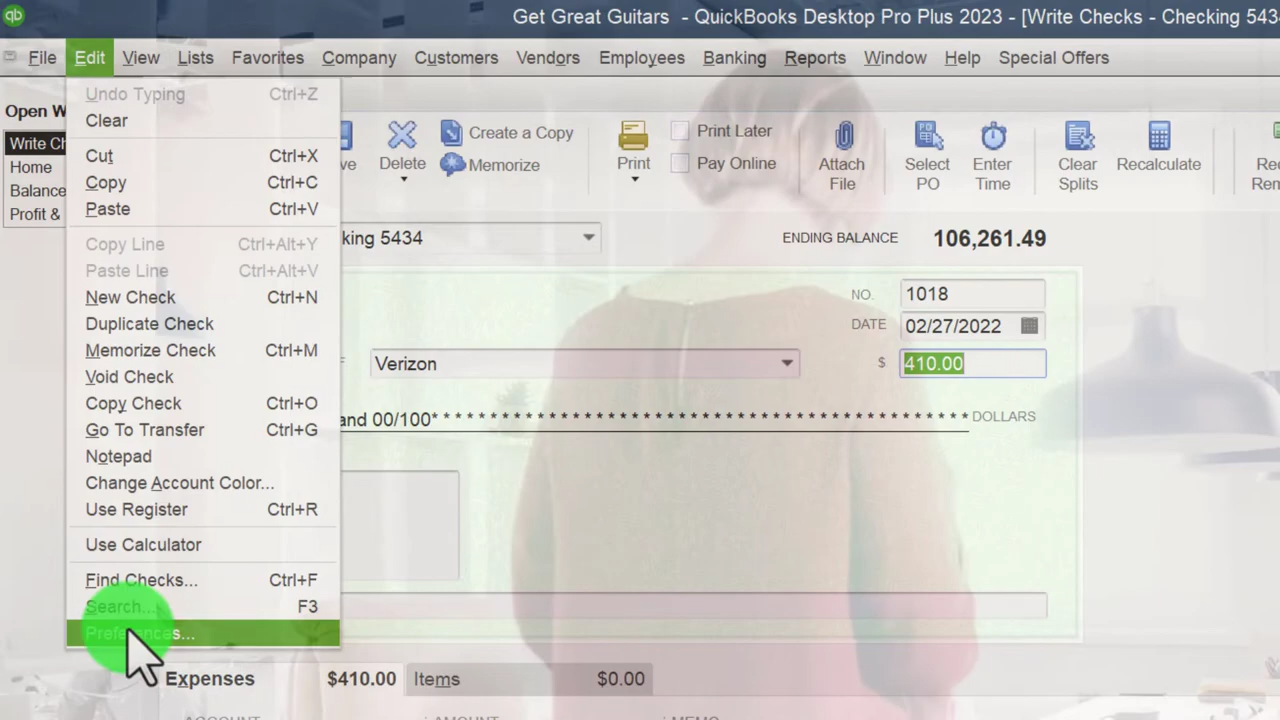 qb
Get Great Guitars - QuickBooks Desktop Pro Plus 2023 - [Write Checks - Checking 543
File Edit View Lists Favorites Company Customers Vendors Employees Banking Reports Window Help Special Offers
Open W
Write Ch
Home
Balance
Profit &
Undo Typing Ctrl+Z
Clear
Cut Ctrl+X
Copy Ctrl+C
Paste Ctrl+V
Copy Line Ctrl+Alt+Y
Paste Line Ctrl+Alt+V
New Check Ctrl+N
Duplicate Check
Memorize Check Ctrl+M
Void Check
Copy Check Ctrl+O
Go To Transfer Ctrl+G
Notepad
Change Account Color...
Use Register Ctrl+R
Use Calculator
Find Checks... Ctrl+F
Search... F3
Preferences...
ve
Delete
Create a Copy
Memorize
Print
Print Later
Pay Online
Attach
File
Select
PO
Enter
Time
Clear
Splits
Recalculate
Rec
Rem
king 5434
ENDING BALANCE 106,261.49
NO. 1018
DATE 02/27/2022
Verizon $ 410.00
and 00/100* * * * * * * * * * * * * * * * * * * * * * * * * * * * * * * * * * * * * * * * * * * * * DOLLARS
Expenses $410.00 Items $0.00
ACCOUNT AMOUNT MEMO